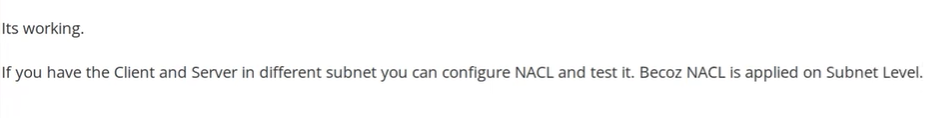 Its working.
If you have the Client and Server in different subnet you can configure NACL and test it. Becoz NACL is applied on Subnet Level.